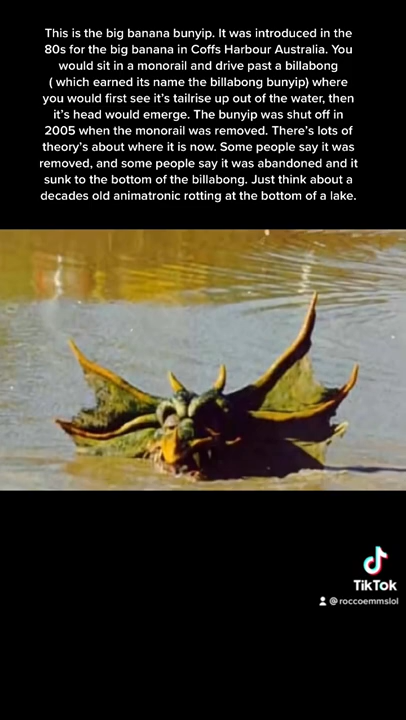 This is the big banana bunyip. It was introduced in the
80s for the big banana in Coffs Harbour Australia. You
would sit in a monorail and drive past a billabong
( which earned its name the billabong bunyip) where
you would first see it's tailrise up out of the water, then
it's head would emerge. The bunyip was shut off in
2005 when the monorail was removed. There's lots of
theory's about where it is now. Some people say it was
removed, and some people say it was abandoned and it
sunk to the bottom of the billabong. Just think about a
decades old animatronic rotting at the bottom of a lake.
TikTok
@roccoemmslol